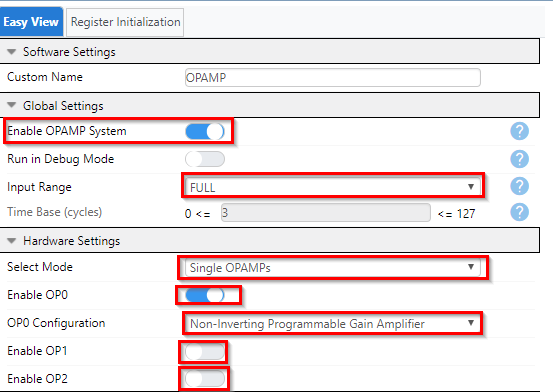 Easy View Register Initialization
Software Settings
Custom Name OPAMP
Global Settings
Enable OPAMP System ?
Run in Debug Mode ?
Input Range FULL ?
Time Base (cycles) 0 <= 3 <= 127 ?
Hardware Settings
Select Mode Single OPAMPs
Enable OP0
OP0 Configuration Non-Inverting Programmable Gain Amplifier
Enable OP1
Enable OP2